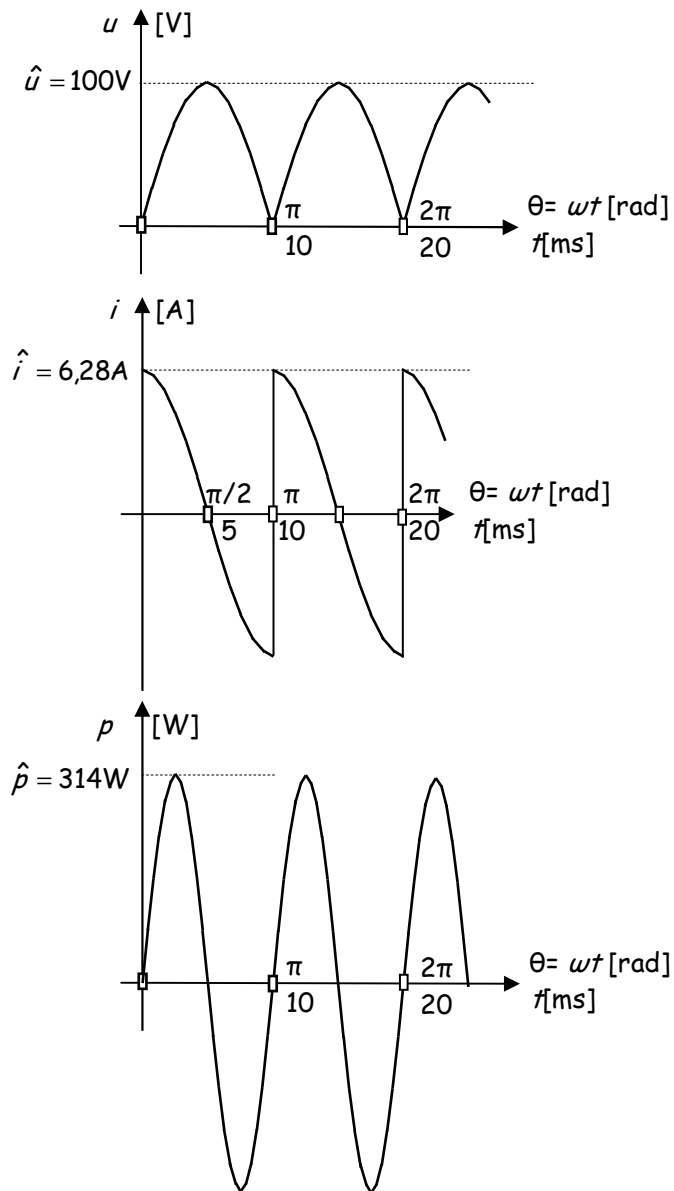 u [V]
û = 100V
π 2π θ= ωt [rad]
10 20 t[ms]
i [A]
î = 6,28A
π/2 π 2π θ= ωt [rad]
5 10 20 t[ms]
p [W]
p̂ = 314W
π 2π θ= ωt [rad]
10 20 t[ms]